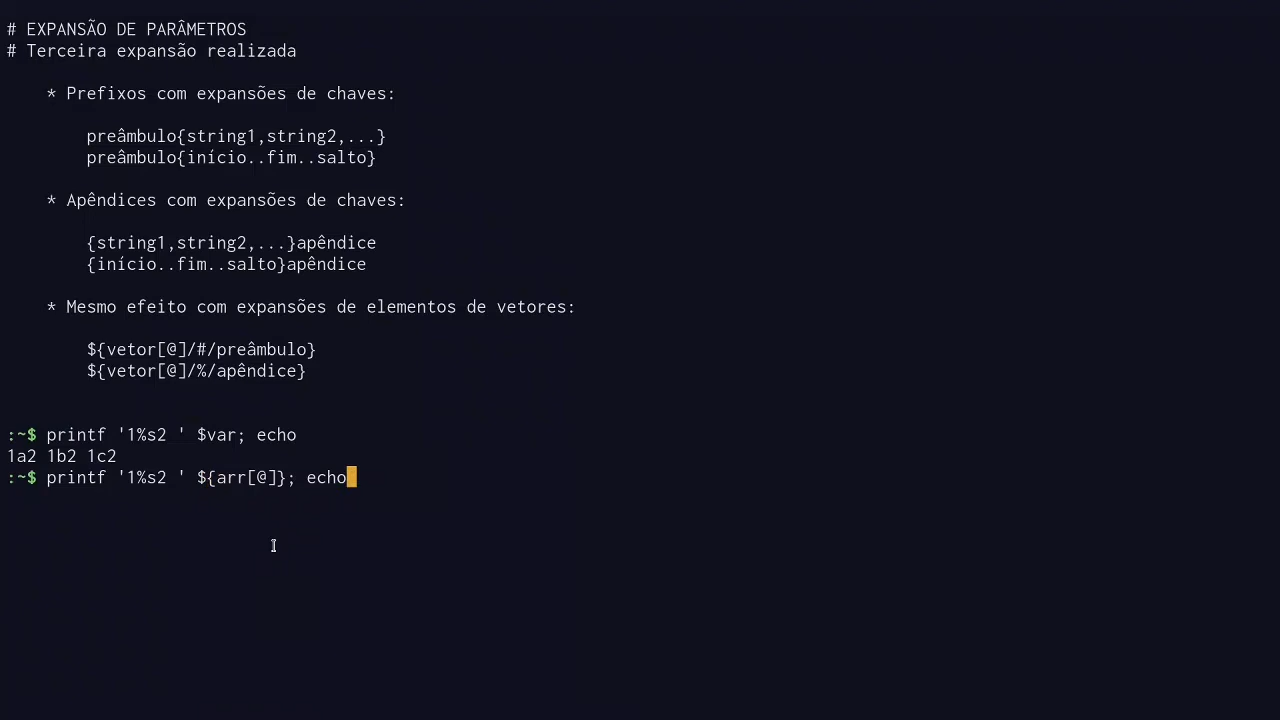 # EXPANSÃO DE PARÂMETROS
# Terceira expansão realizada
* Prefixos com expansões de chaves:
preâmbulo{string1,string2,...}
preâmbulo{início..fim..salto}
* Apêndices com expansões de chaves:
{string1,string2,...}apêndice
{início..fim..salto}apêndice
* Mesmo efeito com expansões de elementos de vetores:
${vetor[@]/#/preâmbulo}
${vetor[@]/%/apêndice}
:~$ printf '1%s2 ' $var; echo
1a2 1b2 1c2
:~$ printf '1%s2 ' ${arr[@]}; echo